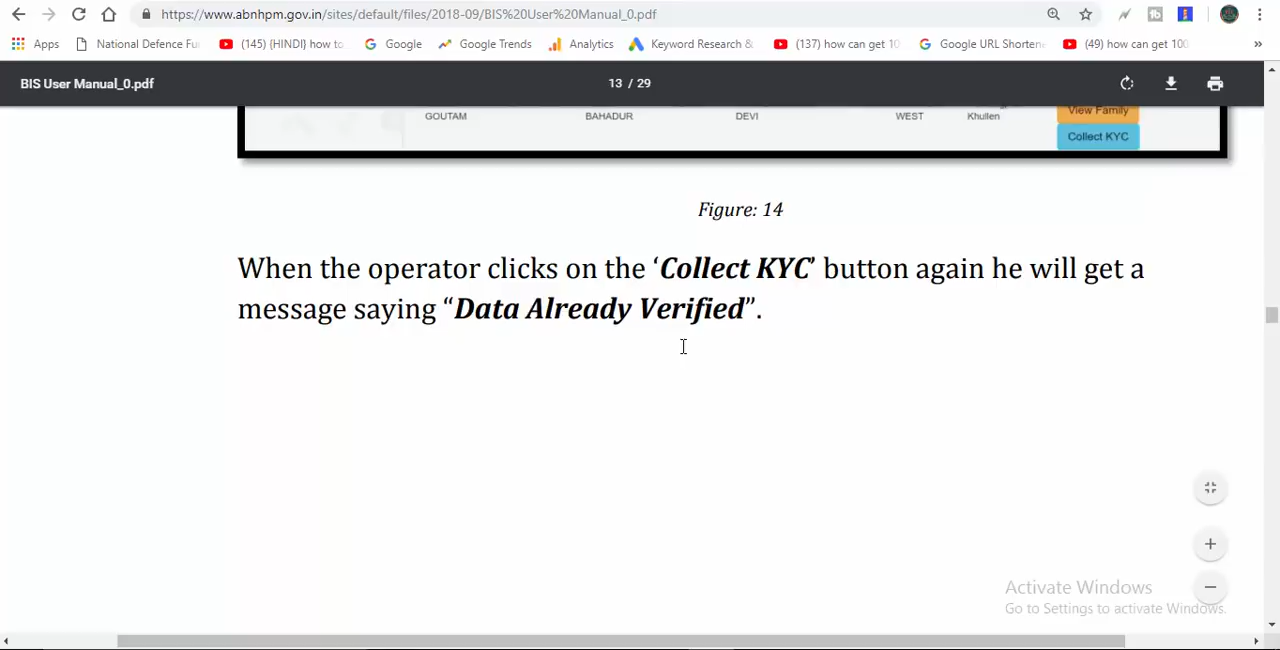 https://www.abnhpm.gov.in/sites/default/files/2018-09/BIS%20User%20Manual_0.pdf
Apps National Defence Fun (145) (HINDI) how to Google Google Trends Analytics Keyword Research & (137) how can get 10 Google URL Shortene (49) how can get 100 »
BIS User Manual_0.pdf 13 / 29
View Family
GOUTAM BAHADUR DEVI WEST Khullen
Collect KYC
Figure: 14
When the operator clicks on the ‘Collect KYC’ button again he will get a
message saying “Data Already Verified”.
Activate Windows
Go to Settings to activate Windows.